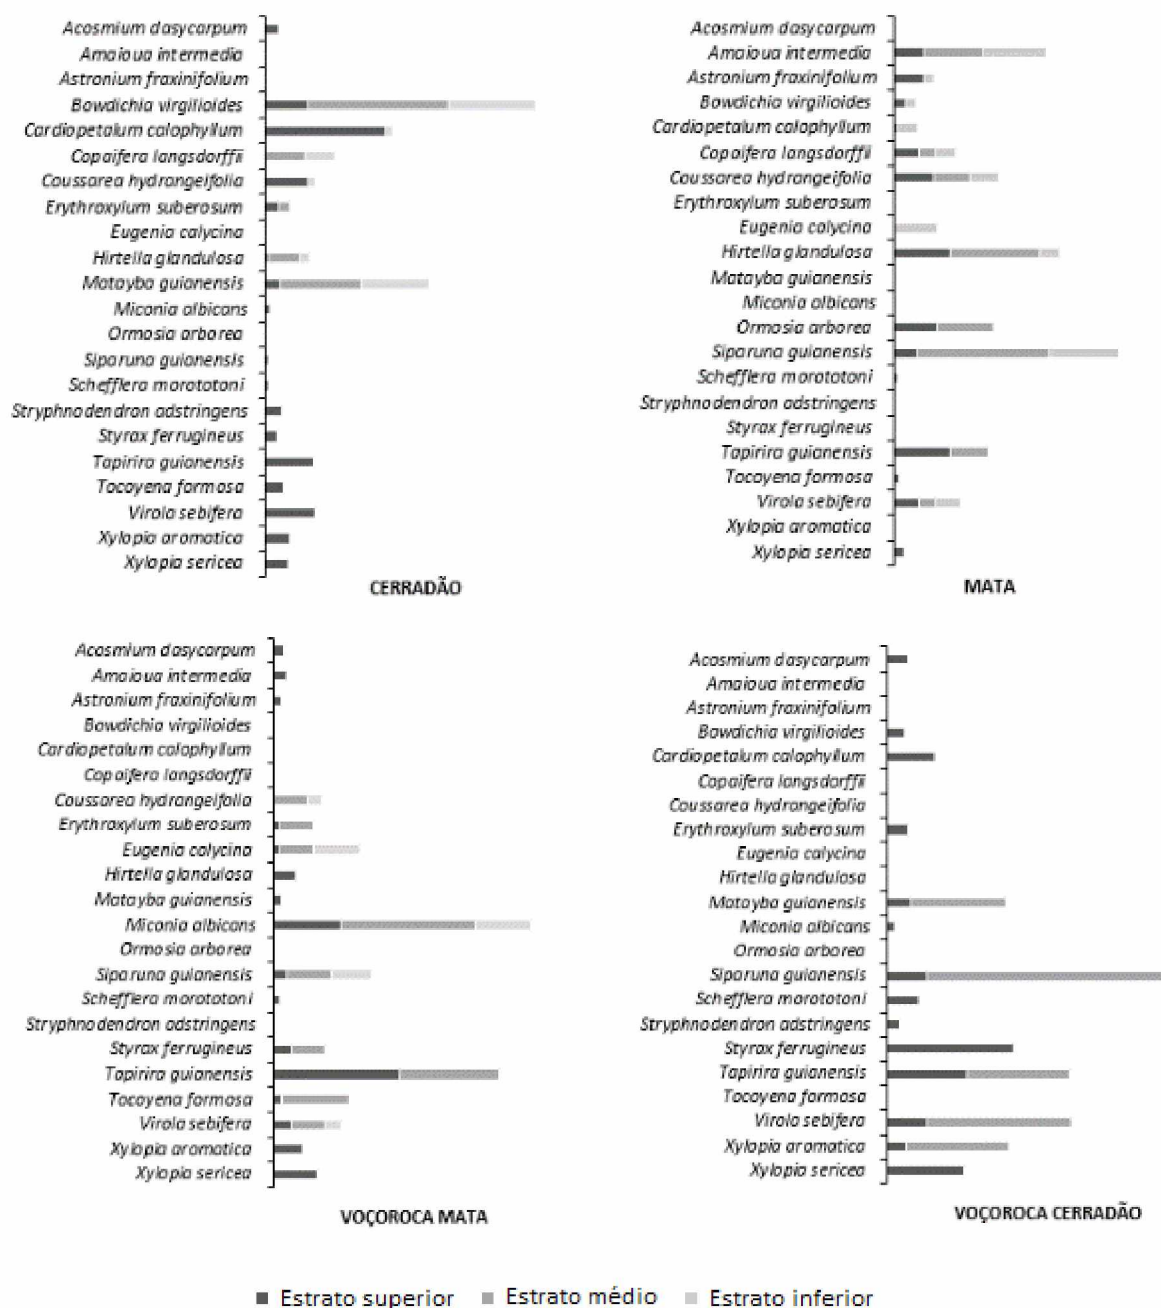 Acosmium dasycarpum
Amaioua intermedia
Astronium fraxinifolium
Bowdichia virgilioides
Cardiopetalum calophyllum
Copaifera langsdorffii
Coussarea hydrangeifolia
Erythroxylum suberosum
Eugenia calycina
Hirtella glandulosa
Matayba guianensis
Miconia albicans
Ormosia arborea
Siparuna guianensis
Schefflera morototoni
Stryphnodendron adstringens
Styrax ferrugineus
Tapirira guianensis
Tocoyena formosa
Virola sebifera
Xylopia aromatica
Xylopia sericea
CERRADÃO
Acosmium dasycarpum
Amaioua intermedia
Astronium fraxinifolium
Bowdichia virgilioides
Cardiopetalum calophyllum
Copaifera langsdorffii
Coussarea hydrangeifolia
Erythroxylum suberosum
Eugenia calycina
Hirtella glandulosa
Matayba guianensis
Miconia albicans
Ormosia arborea
Siparuna guianensis
Schefflera morototoni
Stryphnodendron adstringens
Styrax ferrugineus
Tapirira guianensis
Tocoyena formosa
Virola sebifera
Xylopia aromatica
Xylopia sericea
MATA
Acosmium dasycarpum
Amaioua intermedia
Astronium fraxinifolium
Bowdichia virgilioides
Cardiopetalum calophyllum
Copaifera langsdorffii
Coussarea hydrangeifolia
Erythroxylum suberosum
Eugenia calycina
Hirtella glandulosa
Matayba guianensis
Miconia albicans
Ormosia arborea
Siparuna guianensis
Schefflera morototoni
Stryphnodendron adstringens
Styrax ferrugineus
Tapirira guianensis
Tocoyena formosa
Virola sebifera
Xylopia aromatica
Xylopia sericea
VOÇOROCA MATA
Acosmium dasycarpum
Amaioua intermedia
Astronium fraxinifolium
Bowdichia virgilioides
Cardiopetalum calophyllum
Copaifera langsdorffii
Coussarea hydrangeifolia
Erythroxylum suberosum
Eugenia calycina
Hirtella glandulosa
Matayba guianensis
Miconia albicans
Ormosia arborea
Siparuna guianensis
Schefflera morototoni
Stryphnodendron adstringens
Styrax ferrugineus
Tapirira guianensis
Tocoyena formosa
Virola sebifera
Xylopia aromatica
Xylopia sericea
VOÇOROCA CERRADÃO
Estrato superior Estrato médio Estrato inferior